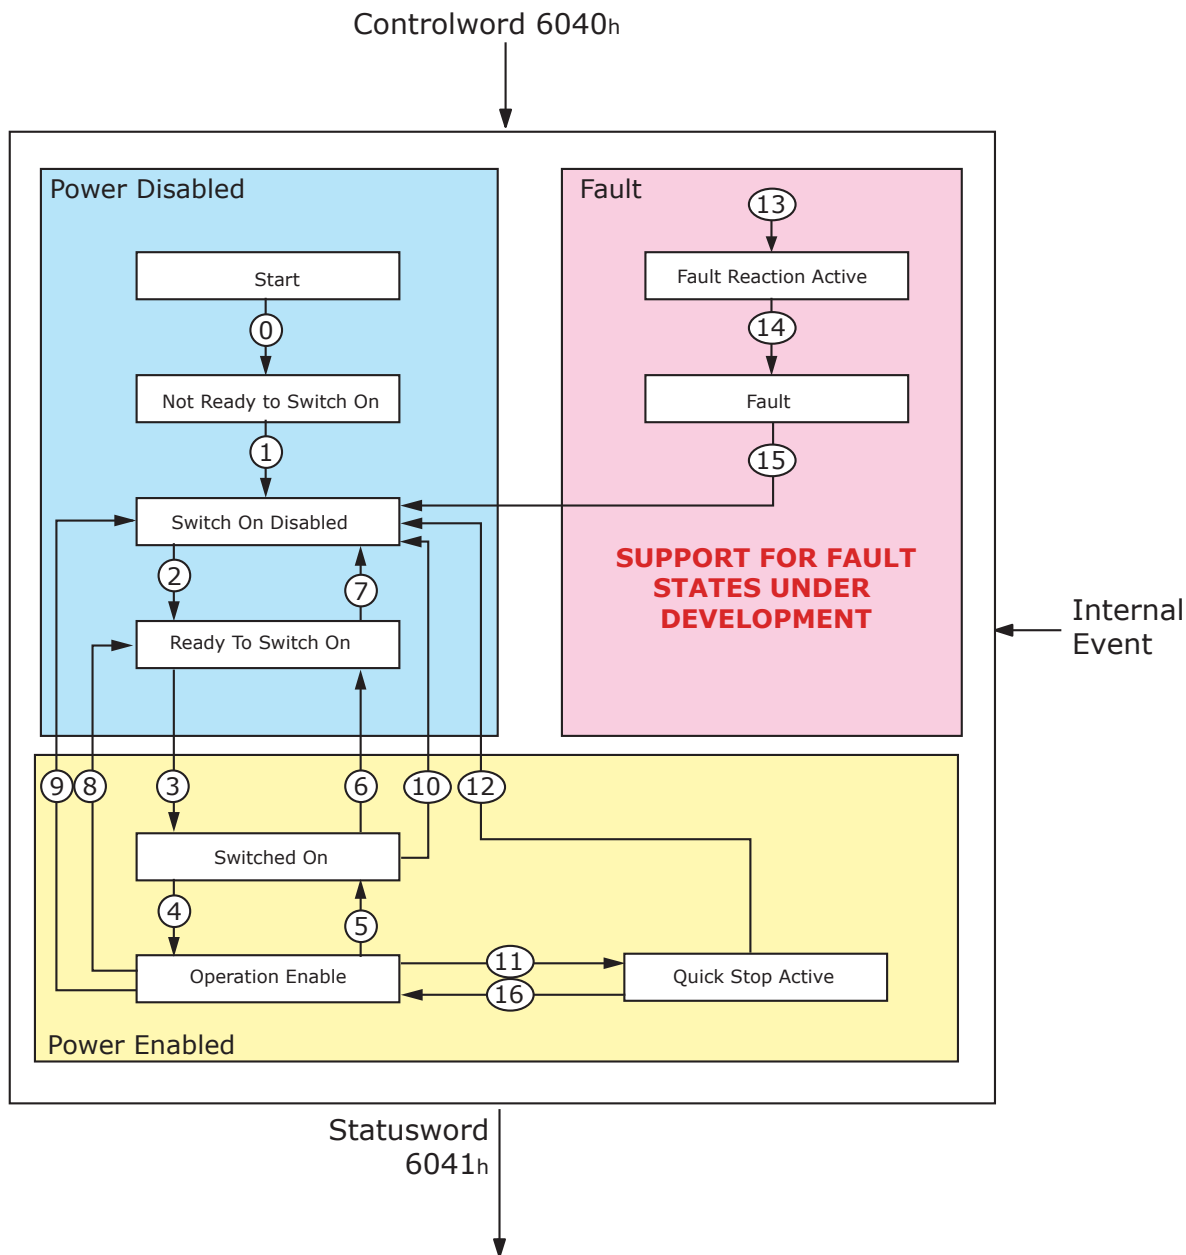 Controlword 6040h
Power Disabled
Start
0
Not Ready to Switch On
1
Switch On Disabled
2
7
Ready To Switch On
Fault
13
Fault Reaction Active
14
Fault
15
SUPPORT FOR FAULT
STATES UNDER
DEVELOPMENT
Internal
Event
9
8
3
6
10
12
Switched On
4
5
Operation Enable
11
16
Quick Stop Active
Power Enabled
Statusword
6041h